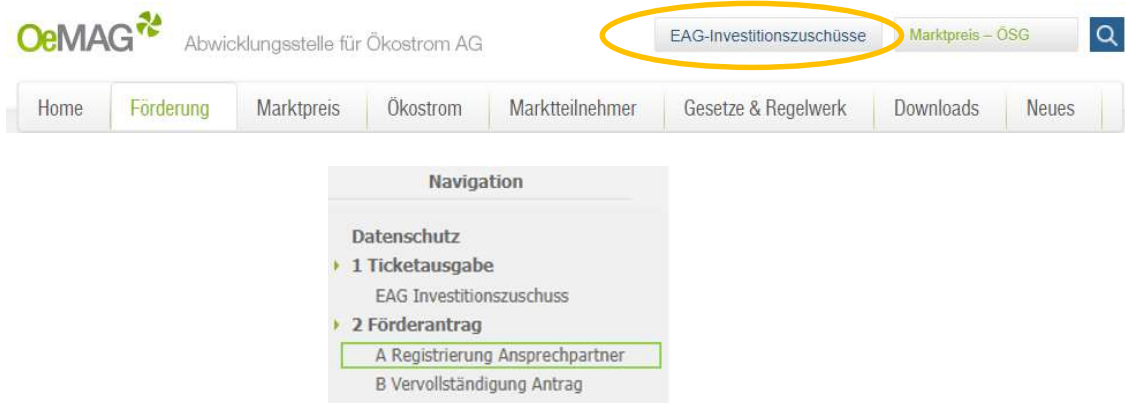 OeMAG Abwicklungsstelle für Ökostrom AG EAG-Investitionszuschüsse Marktpreis – ÖSG
Home Förderung Marktpreis Ökostrom Marktteilnehmer Gesetze & Regelwerk Downloads Neues
Navigation
Datenschutz
1 Ticketausgabe
EAG Investitionszuschuss
2 Förderantrag
A Registrierung Ansprechpartner
B Vervollständigung Antrag